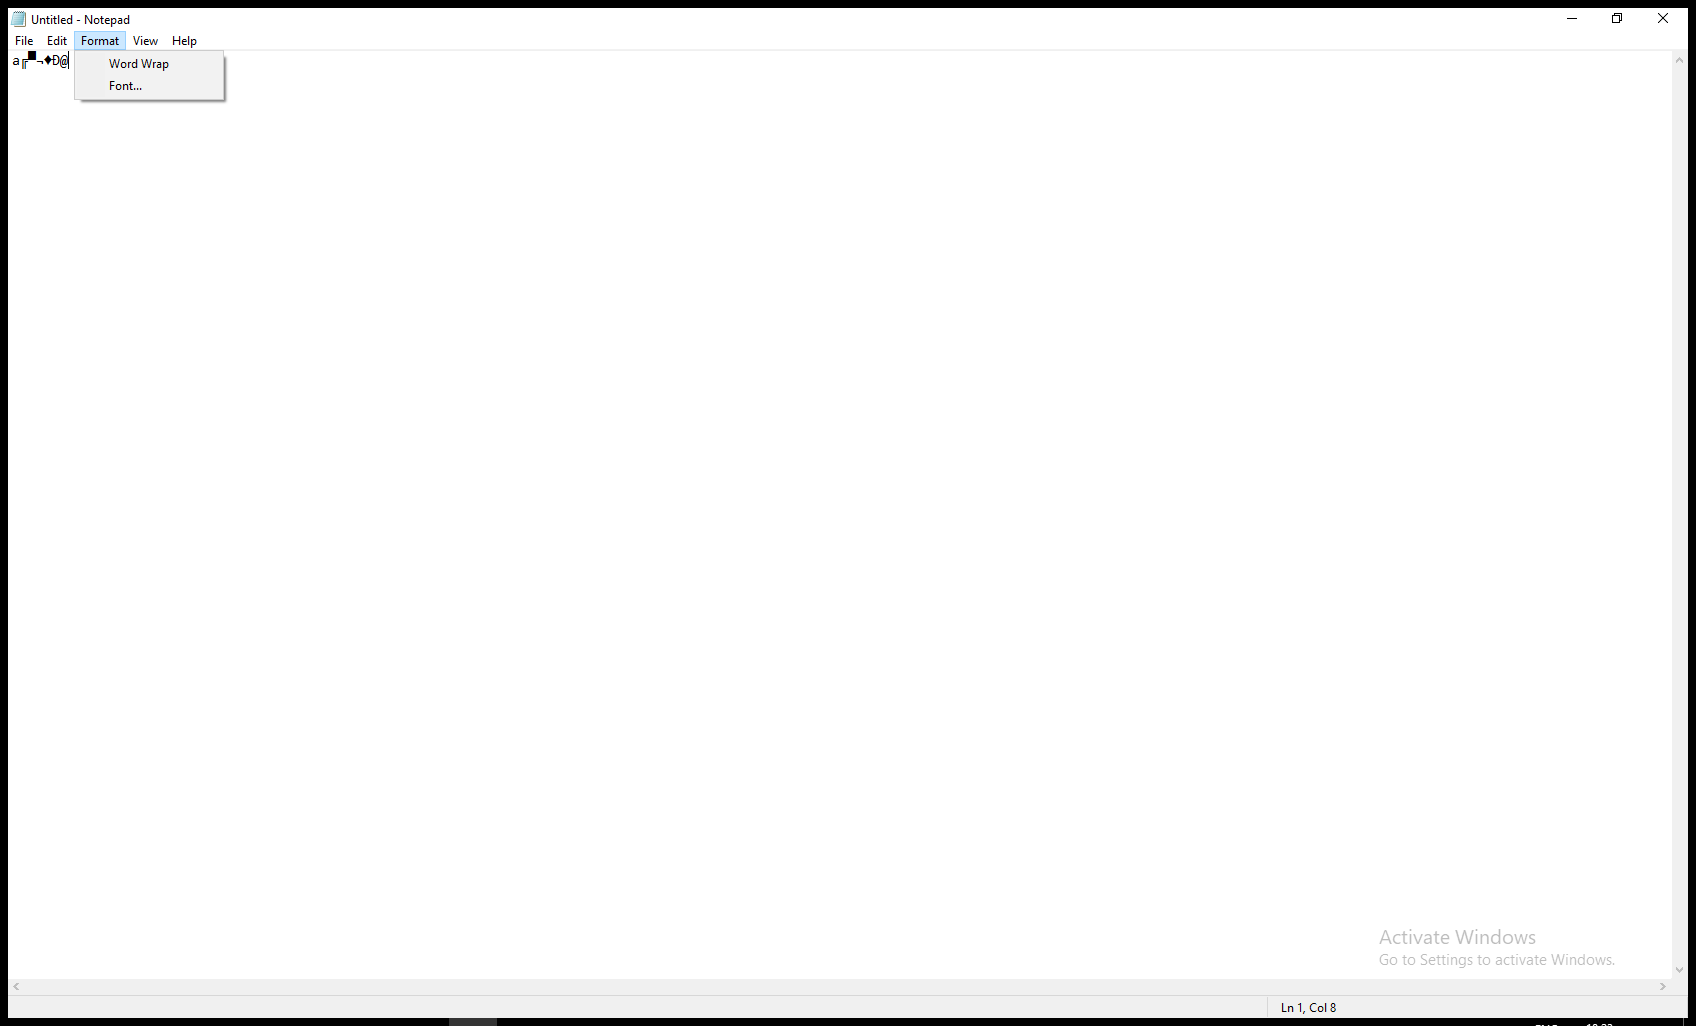 Untitled - Notepad
File Edit Format View Help
a╔▀¬♦Ð@
Word Wrap
Font...
Activate Windows
Go to Settings to activate Windows.
Ln 1, Col 8